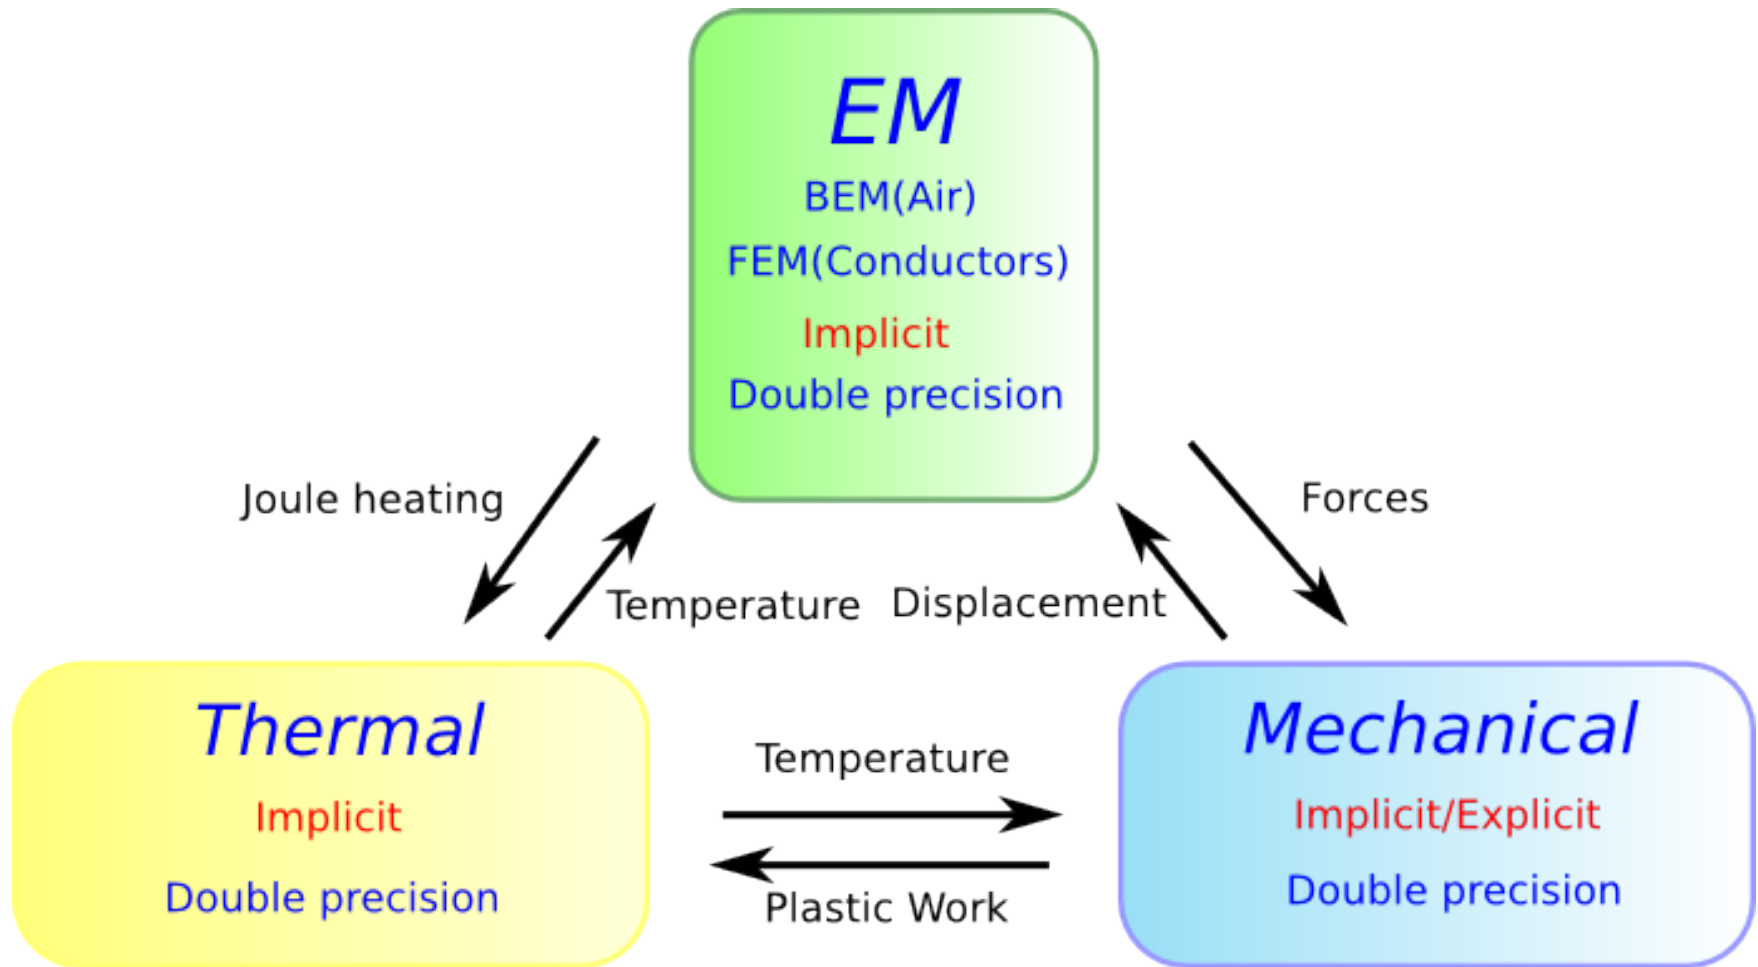 EM
BEM(Air)
FEM(Conductors)
Implicit
Double precision
Joule heating
Forces
Temperature
Displacement
Thermal
Implicit
Double precision
Temperature
Plastic Work
Mechanical
Implicit/Explicit
Double precision